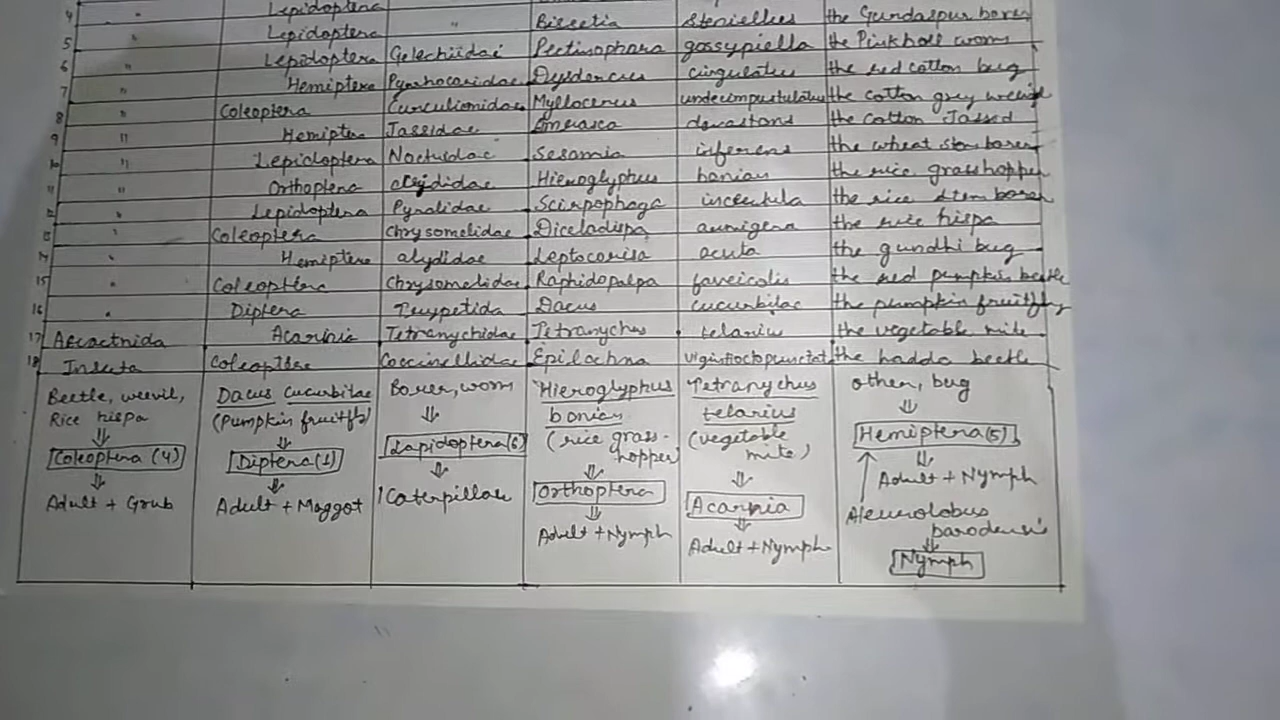 4 Lepidoptera
5 " Lepidoptera " Bissetia steniellus the Gurdaspur borer
6 " Lepidoptera Gelechiidae Pectinophora gossypiella the Pink boll worm
7 " Hemiptera Pyrrhocoridae Dysdercus cingulatus the red cotton bug
8 " Coleoptera Curculionidae Myllocerus undecimpustulatus the cotton grey weevil
9 " Hemiptera Jassidae Amrasca devastans the cotton Jassid
10 " Lepidoptera Noctuidae Sesamia inferens the wheat stem borer
11 " Orthoptera Hieroglyphus banian the rice grasshopper
12 " Lepidoptera Pyralidae Scirpophaga incertula the rice stem borer
13 " Coleoptera Chrysomelidae Dicladispa armigera the rice hispa
14 " Hemiptera alydidae Leptocorisa acuta the gundhi bug
15 " Coleoptera Chrysomelidae Raphidopalpa foveicolis the red pumpkin beetle
16 " Diptera Dacus cucurbitae the pumpkin fruitfly
17 Acarinia Tetranychidae Tetranychus telarius the vegetable mite
18 Insecta Coleoptera Coccinellidae Epilachna the hadda beetle
Beetle, weevil,
Rice hispa
⇓
Coleoptera (4)
⇓
Adult + Grub
Dacus cucurbitae
(Pumpkin fruitfly)
⇓
Diptera(1)
⇓
Adult + Maggot
Borer, worm
⇓
Lapidoptera(6)
⇓
Caterpillar
Hieroglyphus
banian
(rice grass-
hopper)
⇓
Orthoptera
⇓
Adult + Nymph
Tetranychus
telarius
(vegetable
mite)
⇓
Acarinia
⇓
Adult + Nymph
other, bug
⇓
Hemiptera(5)
⇓
Adult + Nymph
Aleurolobus
barodensis
⇓
Nymph